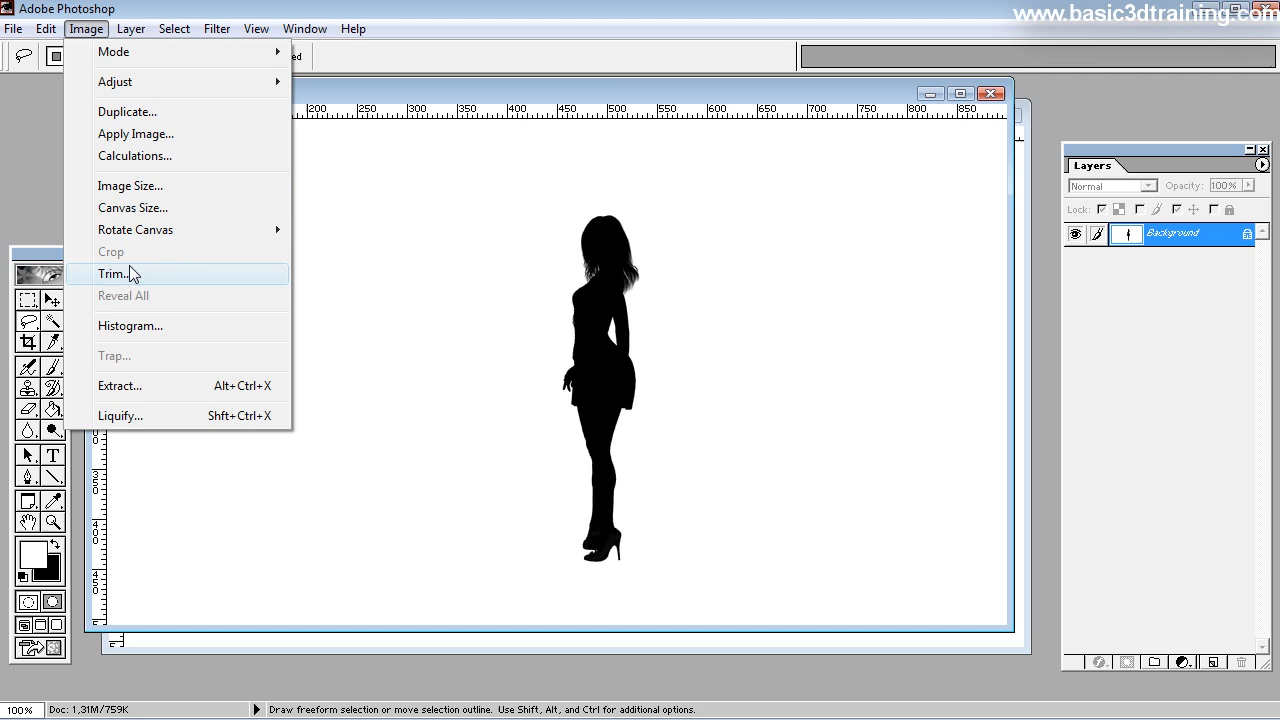 Adobe Photoshop
www.basic3dtraining.com
File Edit Image Layer Select Filter View Window Help
ed
Mode
Adjust
Duplicate...
Apply Image...
Calculations...
Image Size...
Canvas Size...
Rotate Canvas
Crop
Trim...
Reveal All
Histogram...
Trap...
Extract... Alt+Ctrl+X
Liquify... Shft+Ctrl+X
200 250 300 350 400 450 500 550 600 650 700 750 800 850
Layers
Normal Opacity: 100%
Lock:
Background
350
400
450
100% Doc: 1,31M/759K Draw freeform selection or move selection outline. Use Shift, Alt, and Ctrl for additional options.